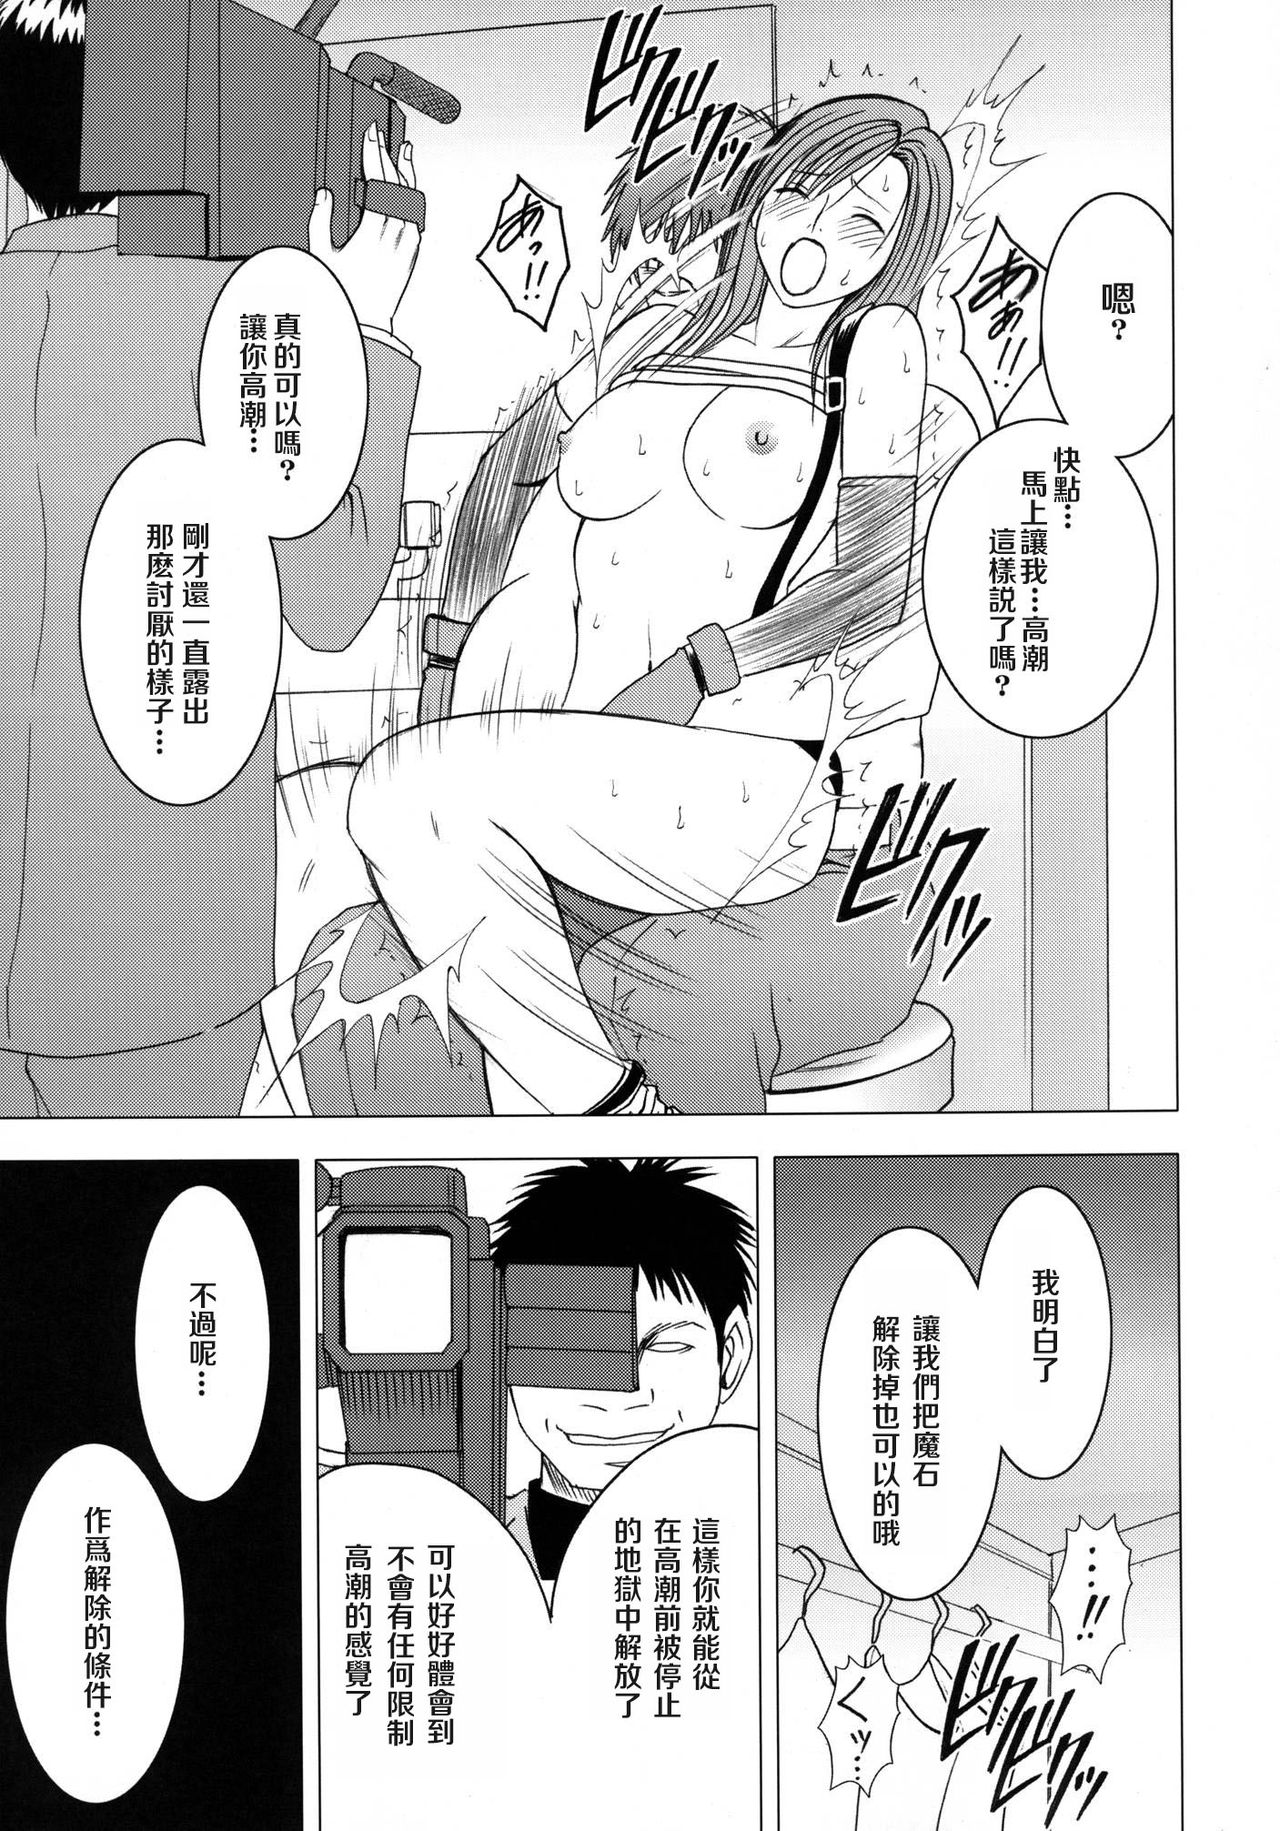 嗯?
快點…
馬上讓我…高潮
這樣説了嗎?
ああぁ!!
ビクビクッ
あっ!!
真的可以嗎?
讓你高潮…
剛才還一直露出
那麽討厭的樣子…
ビクッ
我明白了
讓我們把魔石
解除掉也可以的哦
…!!
くッ…
ビクッ
這樣你就能從
在高潮前被停止
的地獄中解放了
可以好好體會到
不會有任何限制
高潮的感覺了
不過呢…
作爲解除的條件…